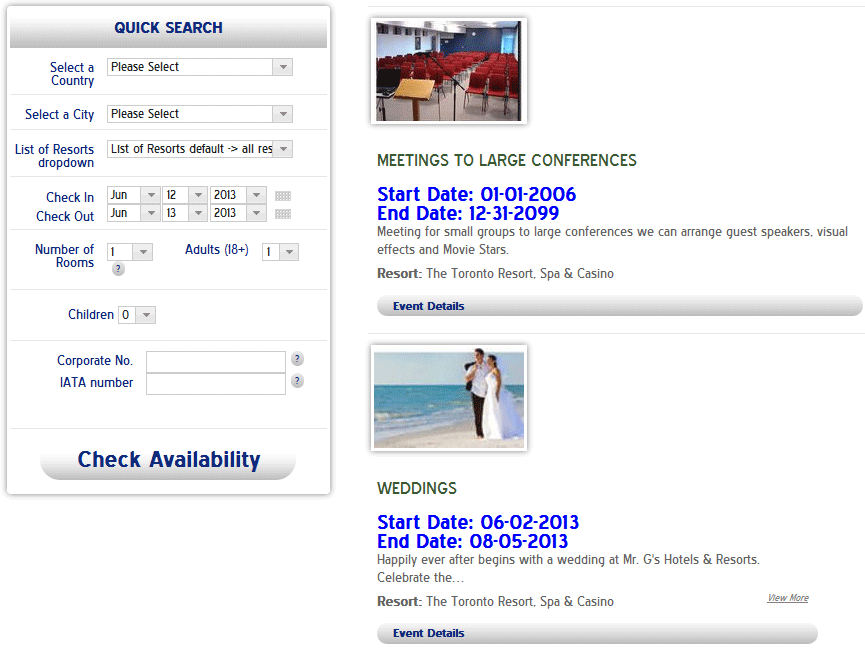 QUICK SEARCH
Select a
Country
Please Select
Select a City
Please Select
List of Resorts
dropdown
List of Resorts default -> all res
Check In
Jun
12
2013
Check Out
Jun
13
2013
Number of
Rooms
1
?
Adults (18+)
1
Children
0
Corporate No.
?
IATA number
?
Check Availability
MEETINGS TO LARGE CONFERENCES
Start Date: 01-01-2006
End Date: 12-31-2099
Meeting for small groups to large conferences we can arrange guest speakers, visual
effects and Movie Stars.
Resort: The Toronto Resort, Spa & Casino
Event Details
WEDDINGS
Start Date: 06-02-2013
End Date: 08-05-2013
Happily ever after begins with a wedding at Mr. G's Hotels & Resorts.
Celebrate the...
Resort: The Toronto Resort, Spa & Casino
View More
Event Details